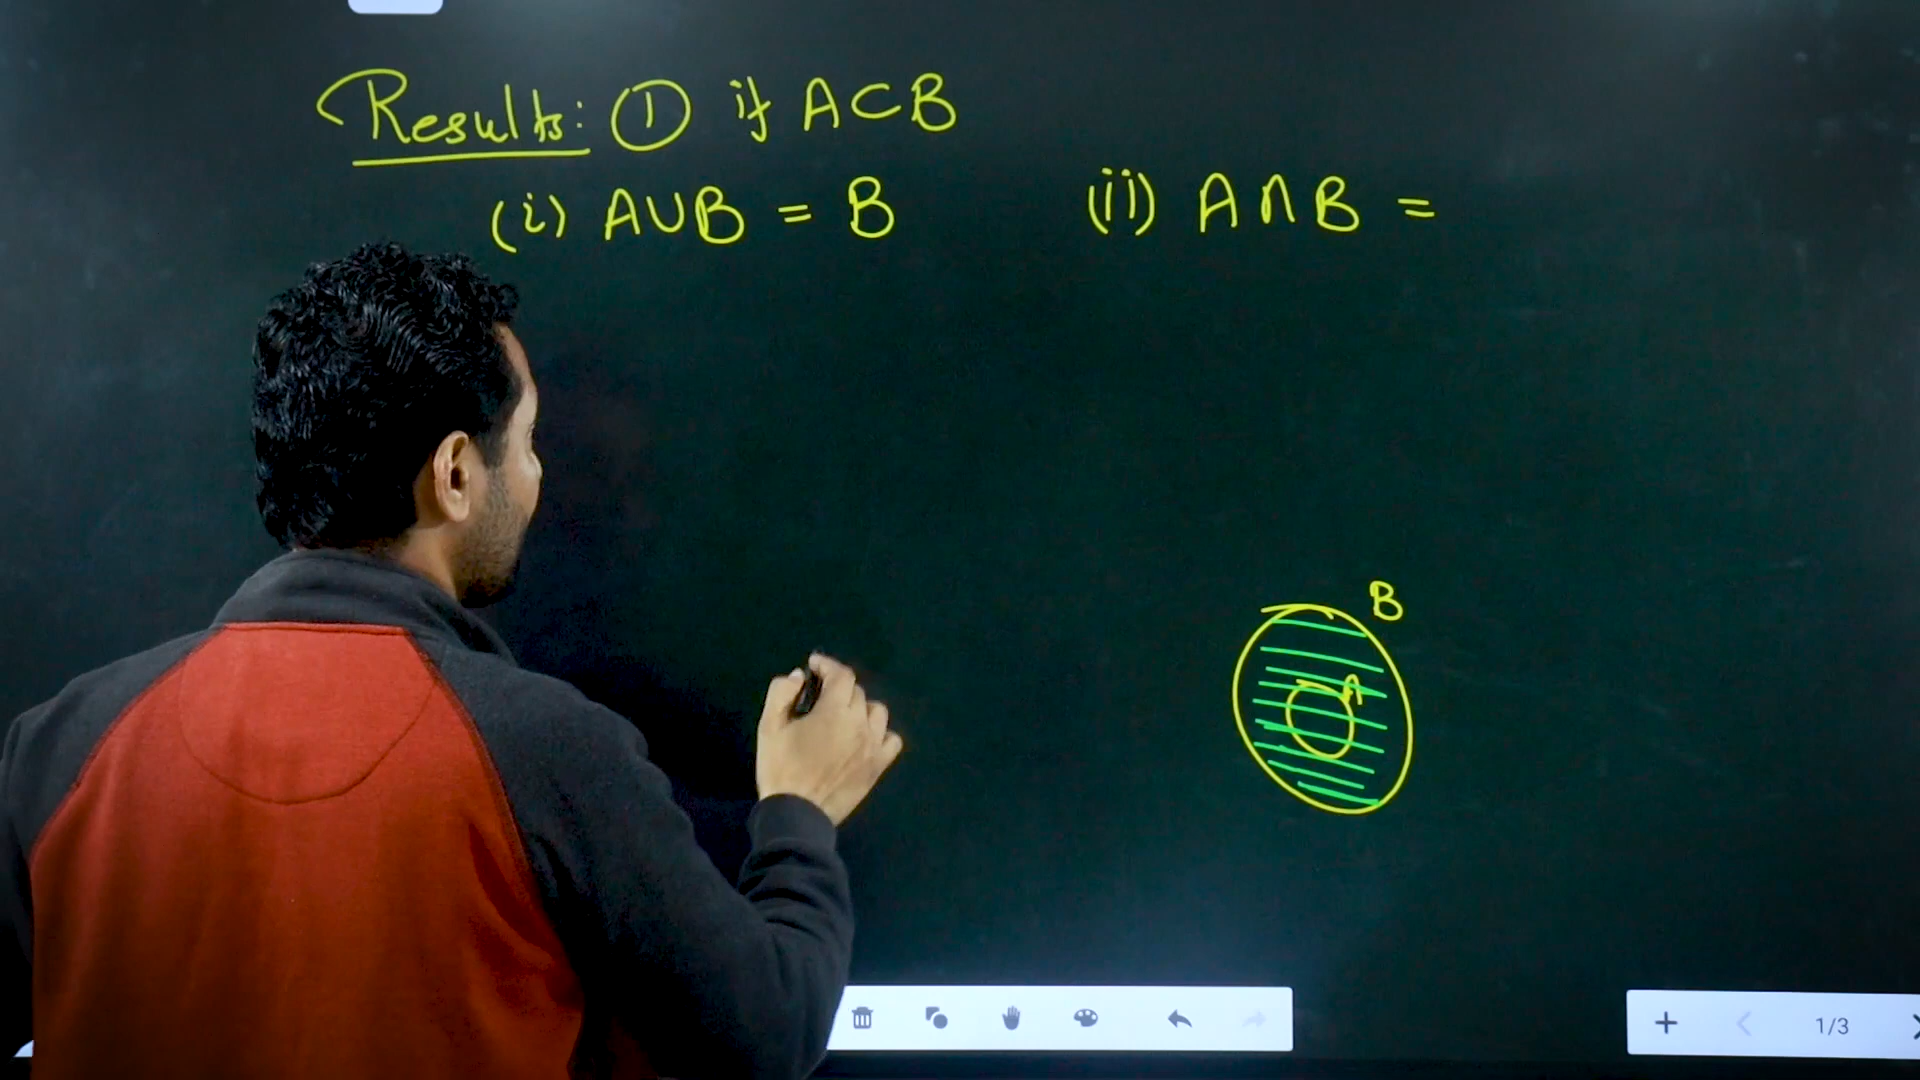 Results: ① if A⊂B
(i) A∪B = B (ii) A∩B =
B
A
1/3